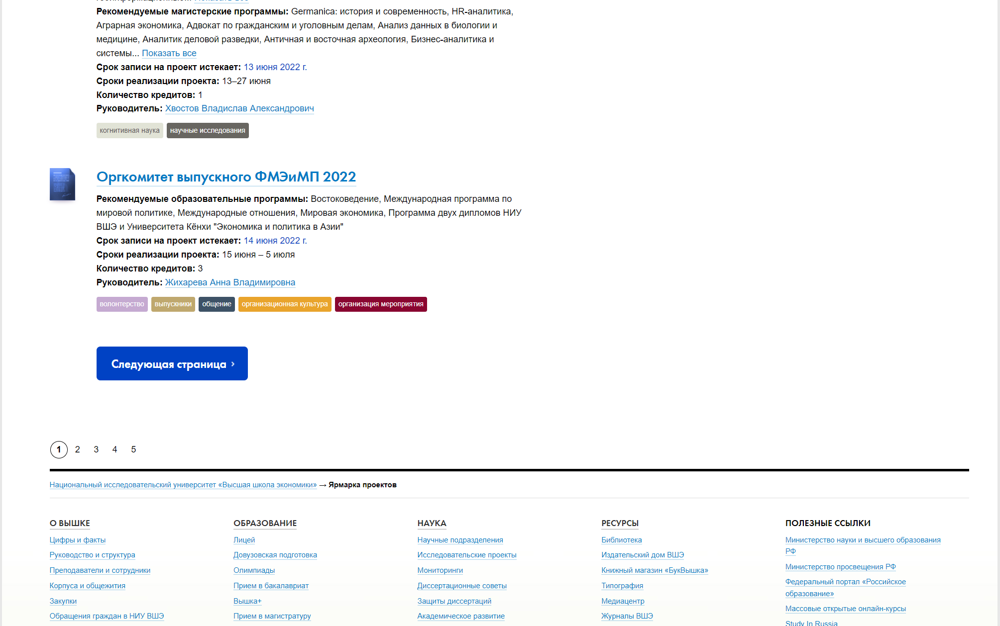 Рекомендуемые магистерские программы: Germanica: история и современность, HR-аналитика,
Аграрная экономика, Адвокат по гражданским и уголовным делам, Анализ данных в биологии и
медицине, Аналитик деловой разведки, Античная и восточная археология, Бизнес-аналитика и
системы... Показать все
Срок записи на проект истекает: 13 июня 2022 г.
Сроки реализации проекта: 13–27 июня
Количество кредитов: 1
Руководитель: Хвостов Владислав Александрович
когнитивная наука научные исследования
Оргкомитет выпускного ФМЭиМП 2022
Рекомендуемые образовательные программы: Востоковедение, Международная программа по
мировой политике, Международные отношения, Мировая экономика, Программа двух дипломов НИУ
ВШЭ и Университета Кёнхи "Экономика и политика в Азии"
Срок записи на проект истекает: 14 июня 2022 г.
Сроки реализации проекта: 15 июня – 5 июля
Количество кредитов: 3
Руководитель: Жихарева Анна Владимировна
волонтерство выпускники общение организационная культура организация мероприятия
Следующая страница ›
1 2 3 4 5
Национальный исследовательский университет «Высшая школа экономики» → Ярмарка проектов
О ВЫШКЕ
Цифры и факты
Руководство и структура
Преподаватели и сотрудники
Корпуса и общежития
Закупки
Обращения граждан в НИУ ВШЭ
ОБРАЗОВАНИЕ
Лицей
Довузовская подготовка
Олимпиады
Прием в бакалавриат
Вышка+
Прием в магистратуру
НАУКА
Научные подразделения
Исследовательские проекты
Мониторинги
Диссертационные советы
Защиты диссертаций
Академическое развитие
РЕСУРСЫ
Библиотека
Издательский дом ВШЭ
Книжный магазин «БукВышка»
Типография
Медиацентр
Журналы ВШЭ
ПОЛЕЗНЫЕ ССЫЛКИ
Министерство науки и высшего образования
РФ
Министерство просвещения РФ
Федеральный портал «Российское
образование»
Массовые открытые онлайн-курсы
Study In Russia